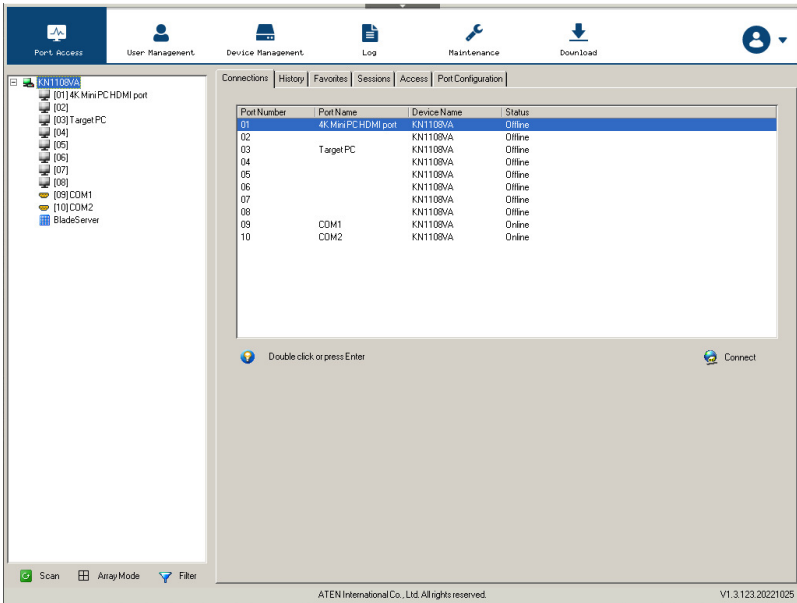 Port Access User Management Device Management Log Maintenance Download
KN1108VA
[01]4K Mini PC HDMI port
[02]
[03] Target PC
[04]
[05]
[06]
[07]
[08]
[09]COM1
[10]COM2
BladeServer
Connections History Favorites Sessions Access Port Configuration
Port Number Port Name Device Name Status
01 4K Mini PC HDMI port KN1108VA Offline
02 KN1108VA Offline
03 Target PC KN1108VA Offline
04 KN1108VA Offline
05 KN1108VA Offline
06 KN1108VA Offline
07 KN1108VA Offline
08 KN1108VA Offline
09 COM1 KN1108VA Online
10 COM2 KN1108VA Online
Double click or press Enter Connect
Scan Array Mode Filter
ATEN International Co., Ltd. All rights reserved. V1.3.123.20221025